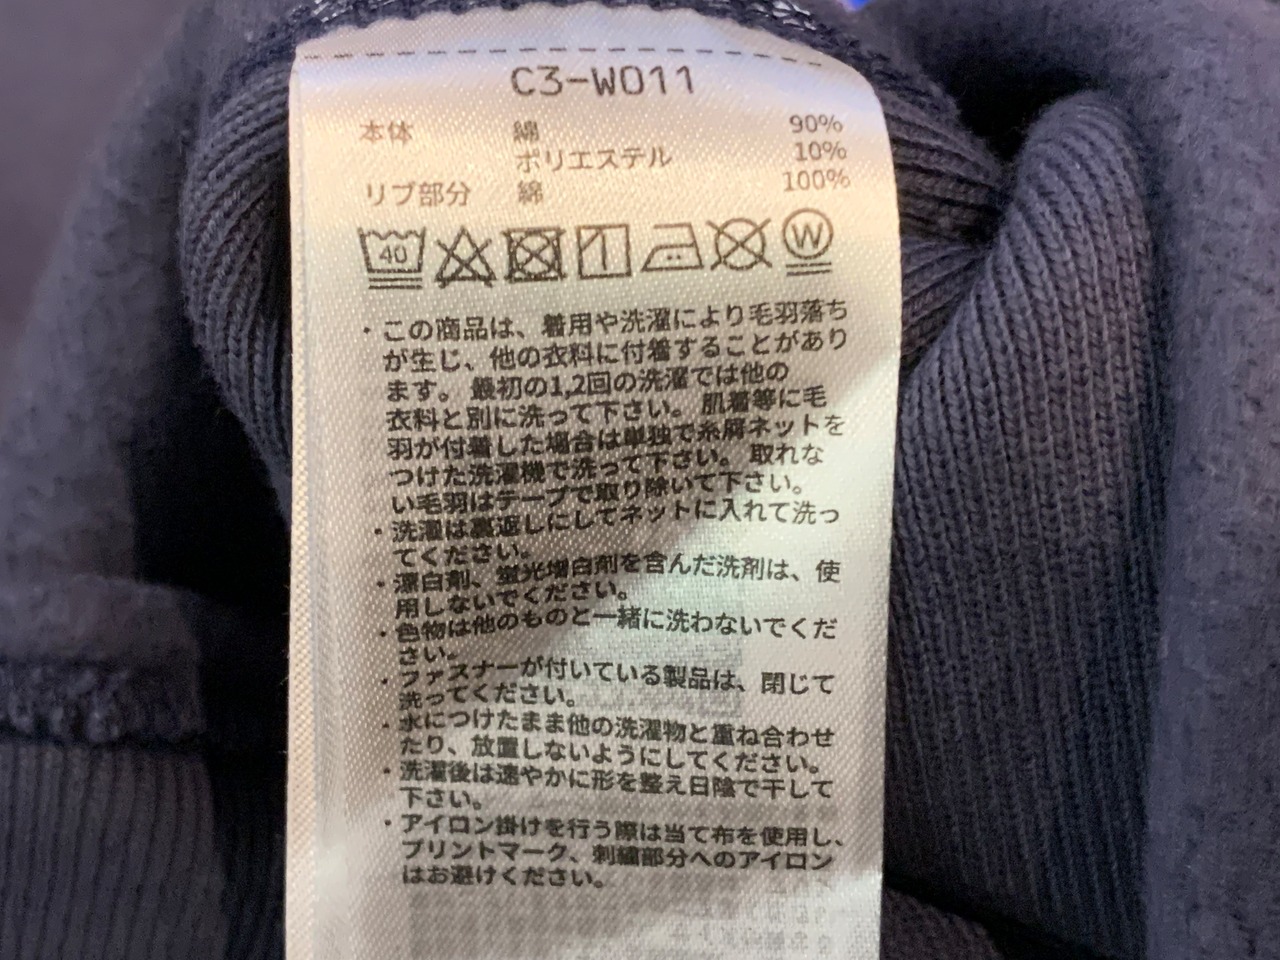 C3-W011
本体 綿 90%
ポリエステル 10%
リブ部分 綿 100%
40 W
・この商品は、着用や洗濯により毛羽落ち
が生じ、他の衣料に付着することがあり
ます。最初の1,2回の洗濯では他の
衣料と別に洗って下さい。肌着等に毛
羽が付着した場合は単独で糸屑ネットを
つけた洗濯機で洗って下さい。取れな
い毛羽はテープで取り除いて下さい。
・洗濯は裏返しにしてネットに入れて洗っ
てください。
・漂白剤、蛍光増白剤を含んだ洗剤は、使
用しないでください。
・色物は他のものと一緒に洗わないでくだ
さい。
・ファスナーが付いている製品は、閉じて
洗ってください。
・水につけたまま他の洗濯物と重ね合わせ
たり、放置しないようにしてください。
・洗濯後は速やかに形を整え日陰で干して
下さい。
・アイロン掛けを行う際は当て布を使用し、
プリントマーク、刺繍部分へのアイロン
はお避けください。